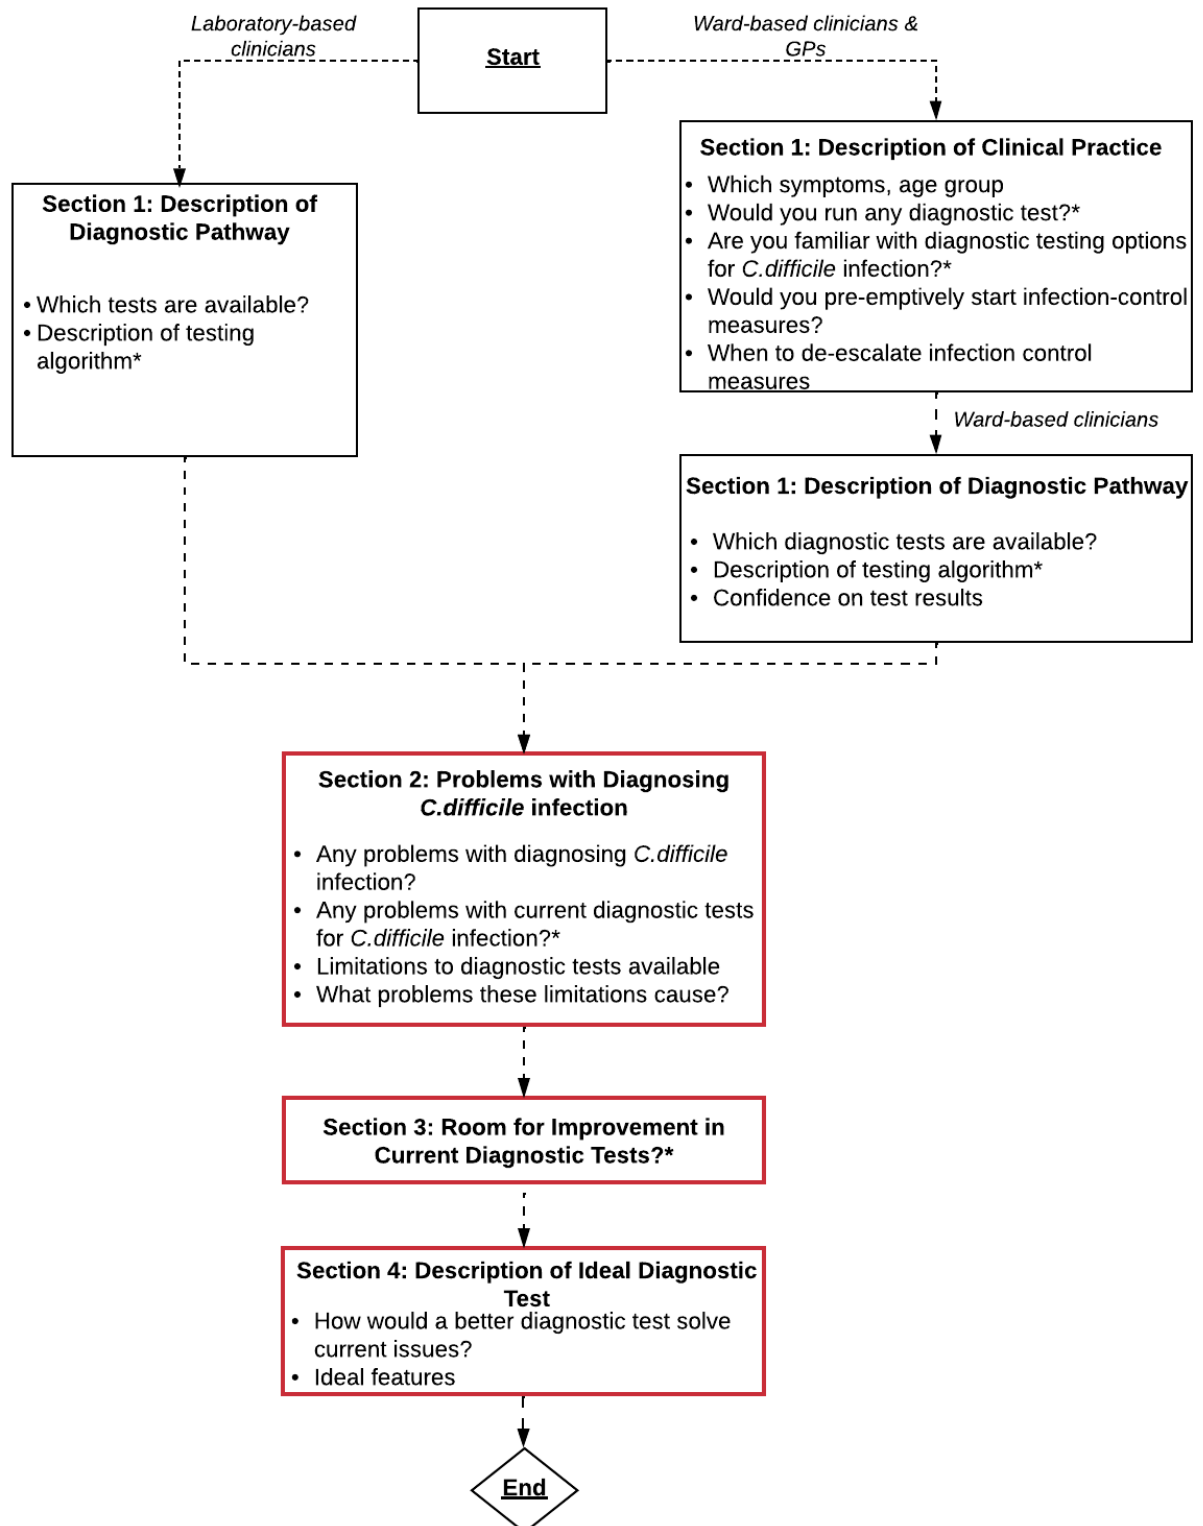 Laboratory-based
clinicians
Start
Ward-based clinicians &
GPs
Section 1: Description of
Diagnostic Pathway
• Which tests are available?
• Description of testing
algorithm*
Section 1: Description of Clinical Practice
• Which symptoms, age group
• Would you run any diagnostic test?*
• Are you familiar with diagnostic testing options
for C.difficile infection?*
• Would you pre-emptively start infection-control
measures?
• When to de-escalate infection control
measures
Ward-based clinicians
Section 1: Description of Diagnostic Pathway
• Which diagnostic tests are available?
• Description of testing algorithm*
• Confidence on test results
Section 2: Problems with Diagnosing
C.difficile infection
• Any problems with diagnosing C.difficile
infection?
• Any problems with current diagnostic tests
for C.difficile infection?*
• Limitations to diagnostic tests available
• What problems these limitations cause?
Section 3: Room for Improvement in
Current Diagnostic Tests?*
Section 4: Description of Ideal Diagnostic
Test
• How would a better diagnostic test solve
current issues?
• Ideal features
End